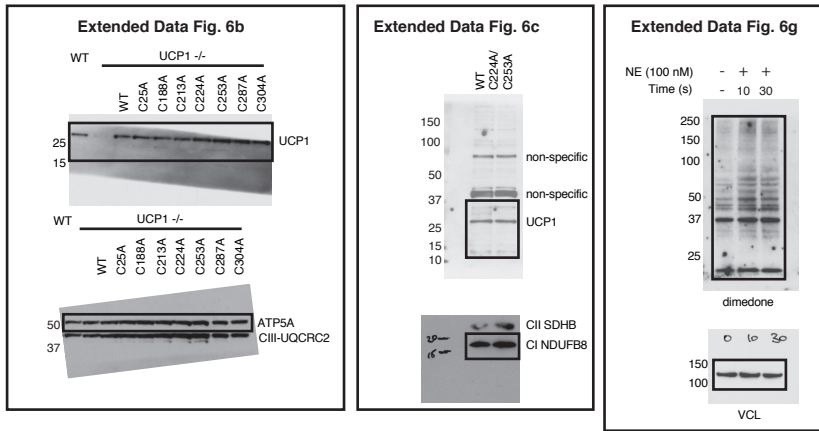 Extended Data Fig. 6b
WT
UCP1 -/-
WT
C25A
C188A
C213A
C224A
C253A
C287A
C304A
25
15
UCP1
WT
UCP1 -/-
WT
C25A
C188A
C213A
C224A
C253A
C287A
C304A
50
37
ATP5A
CIII-UQCRC2
Extended Data Fig. 6c
WT
C224A/
C253A
150
100
50
37
25
15
10
non-specific
non-specific
UCP1
20
15
CII SDHB
CI NDUFB8
Extended Data Fig. 6g
NE (100 nM) - + +
Time (s) - 10 30
250
150
100
50
37
25
dimedone
0 10 30
150
100
VCL